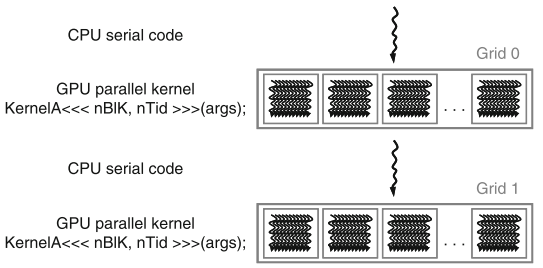 CPU serial code
Grid 0
GPU parallel kernel
KernelA<<< nBlK, nTid >>>(args);
. . .
CPU serial code
Grid 1
GPU parallel kernel
KernelA<<< nBlK, nTid >>>(args);
. . .